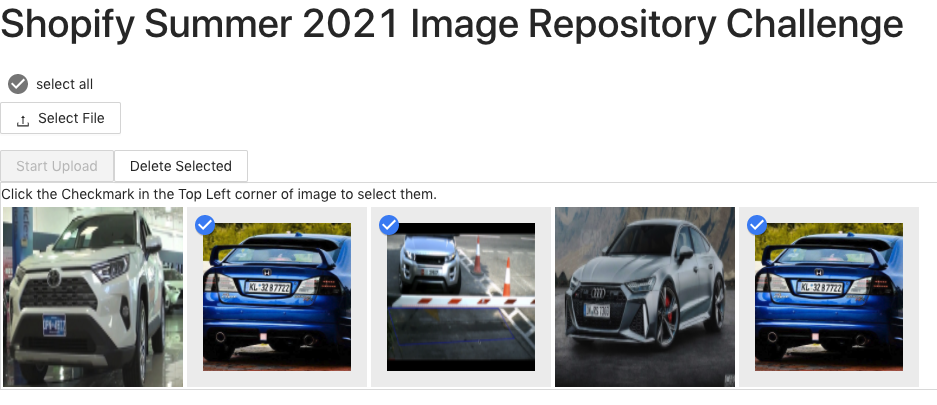 Shopify Summer 2021 Image Repository Challenge
select all
Select File
Start Upload
Delete Selected
Click the Checkmark in the Top Left corner of image to select them.
KL 32 B 7722
KL 32 B 7722